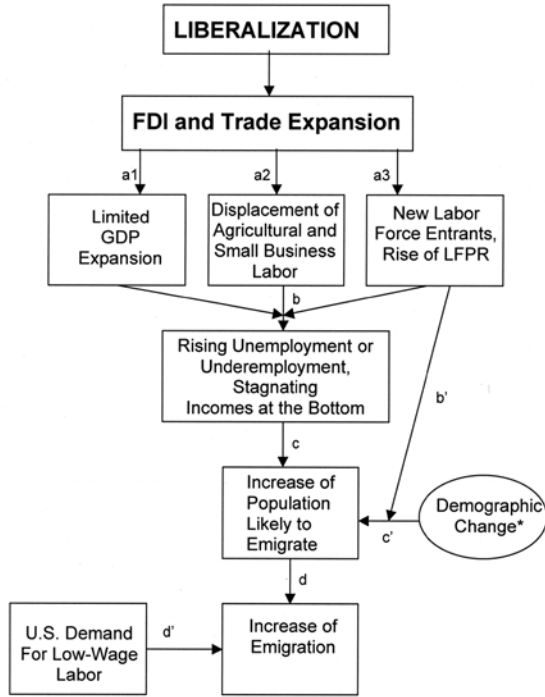 LIBERALIZATION
FDI and Trade Expansion
a1
a2
a3
Limited
GDP
Expansion
Displacement of
Agricultural and
Small Business
Labor
New Labor
Force Entrants,
Rise of LFPR
b
Rising Unemployment or
Underemployment,
Stagnating
Incomes at the Bottom
b'
c
Increase of
Population
Likely to
Emigrate
Demographic
Change*
c'
d
U.S. Demand
For Low-Wage
Labor
d'
Increase of
Emigration